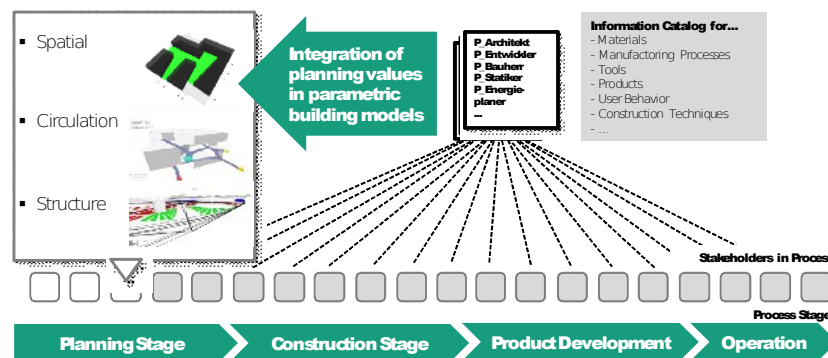 ▪ Spatial
▪ Circulation
▪ Structure
Integration of
planning values
in parametric
building models
P_Architekt
P_Entwickler
P_Bauherr
P_Statiker
P_Energie-
planer
...
Information Catalog for...
- Materials
- Manufactoring Processes
- Tools
- Products
- User Behavior
- Construction Techniques
- ...
Stakeholders in Process
Process Stage
Planning Stage
Construction Stage
Product Development
Operation